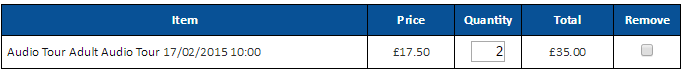 Item Price Quantity Total Remove
Audio Tour Adult Audio Tour 17/02/2015 10:00 £17.50 2 £35.00